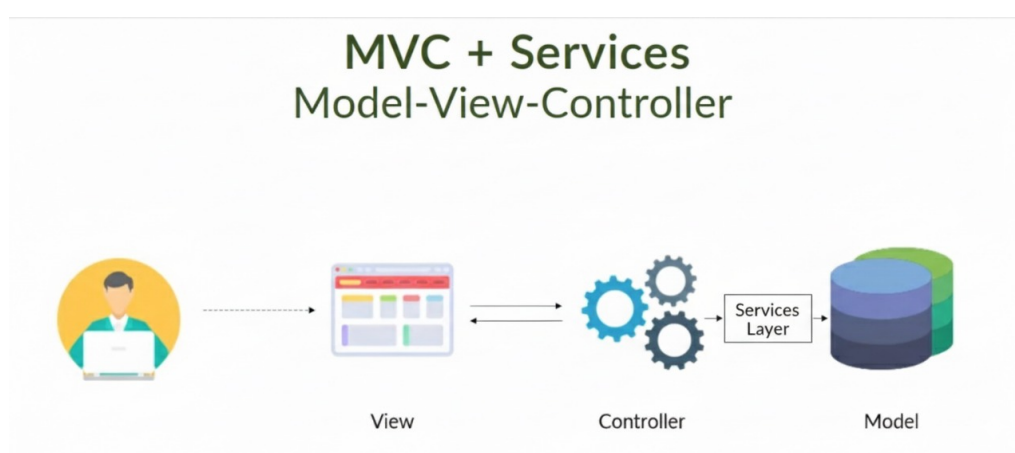 MVC + Services
Model-View-Controller
Services
Layer
View
Controller
Model